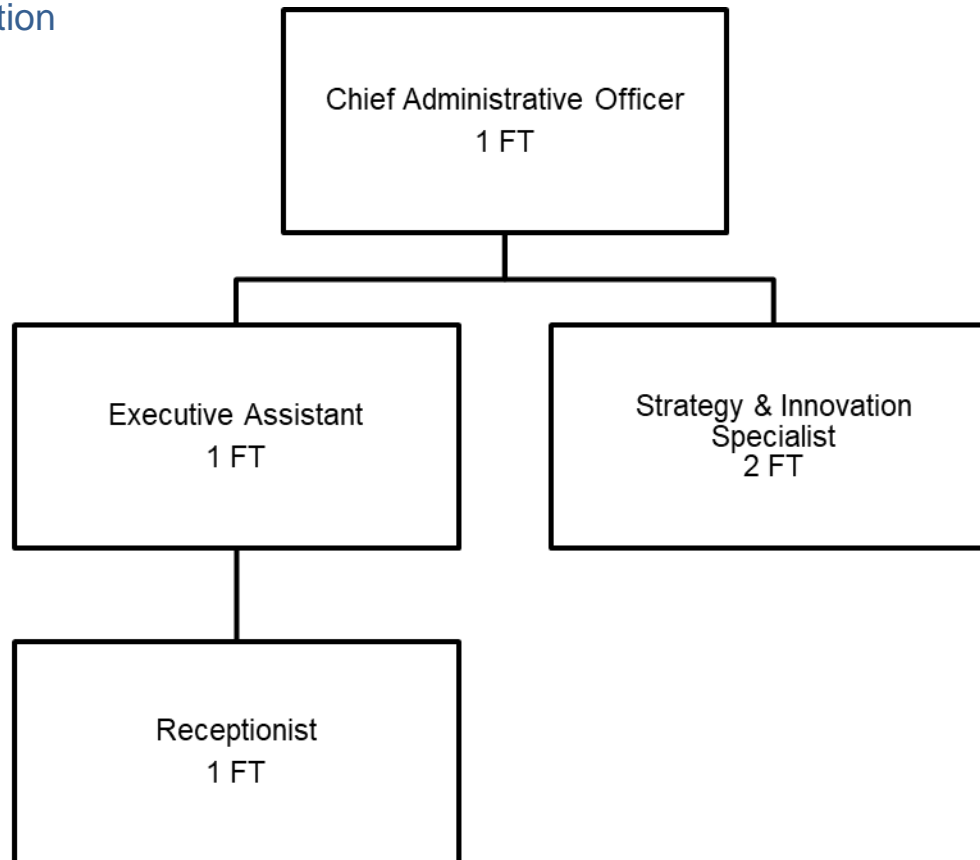 tion
Chief Administrative Officer
1 FT
Executive Assistant
1 FT
Strategy & Innovation
Specialist
2 FT
Receptionist
1 FT